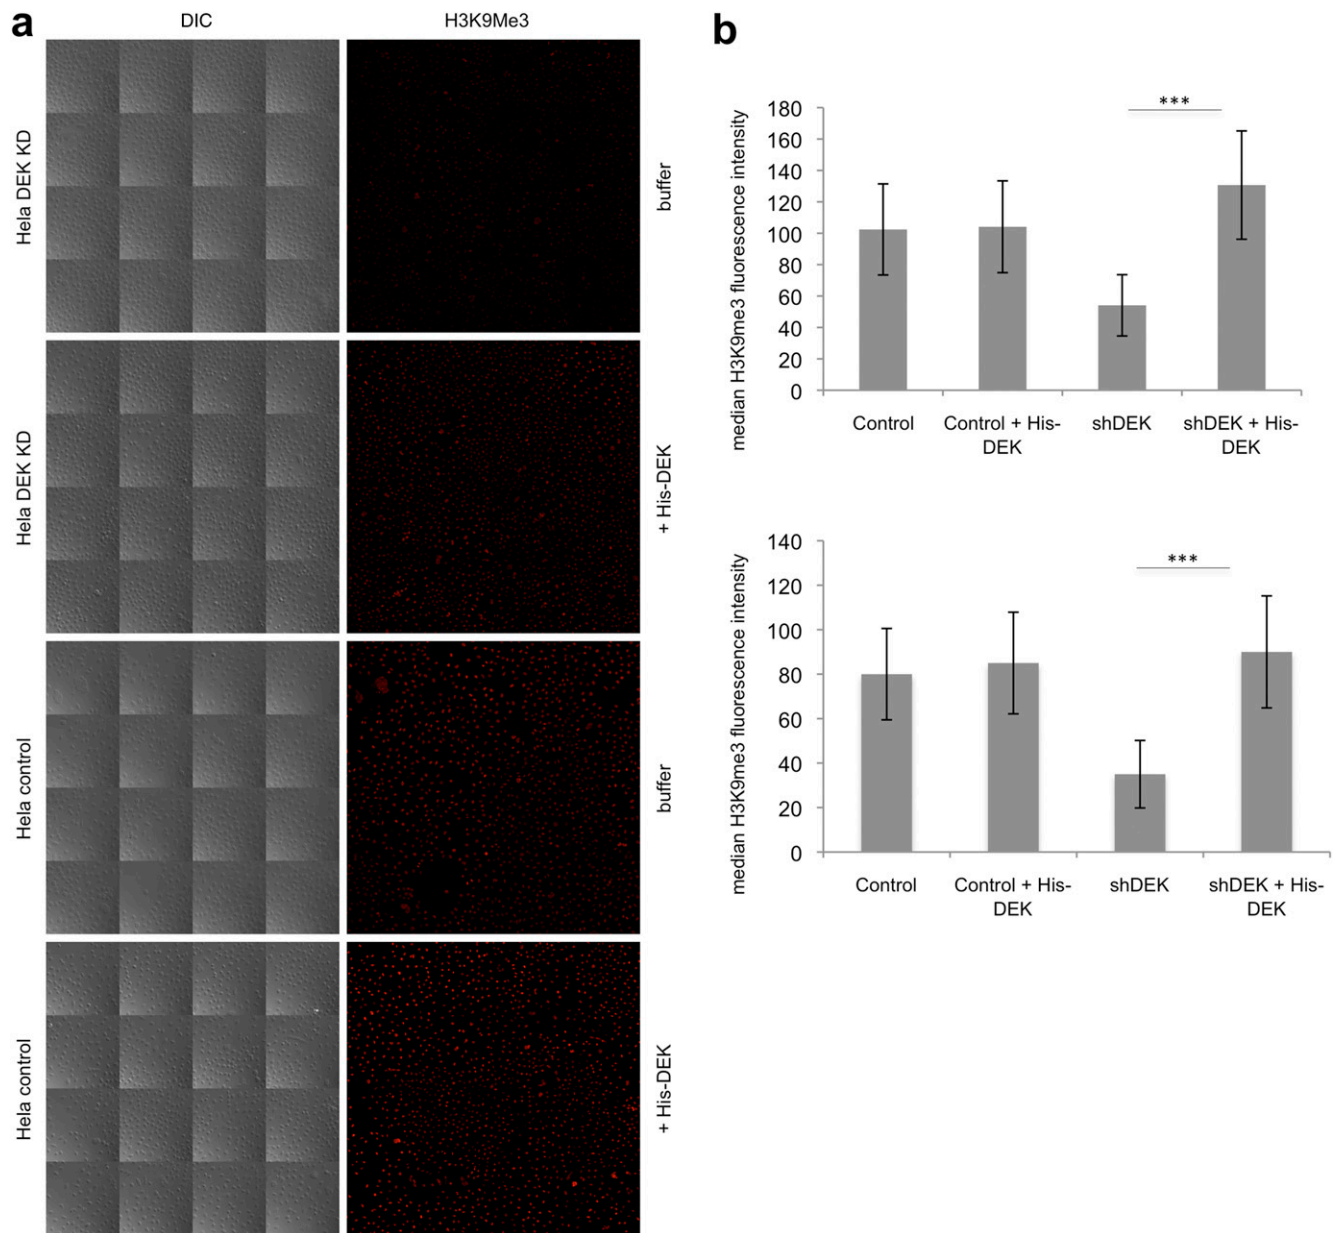 a
DIC
H3K9Me3
Hela DEK KD
buffer
Hela DEK KD
+ His-DEK
Hela control
buffer
Hela control
+ His-DEK
b
median H3K9me3 fluorescence intensity
180
160
140
120
100
80
60
40
20
0
***
Control
Control + His-
DEK
shDEK
shDEK + His-
DEK
median H3K9me3 fluorescence intensity
140
120
100
80
60
40
20
0
***
Control
Control + His-
DEK
shDEK
shDEK + His-
DEK